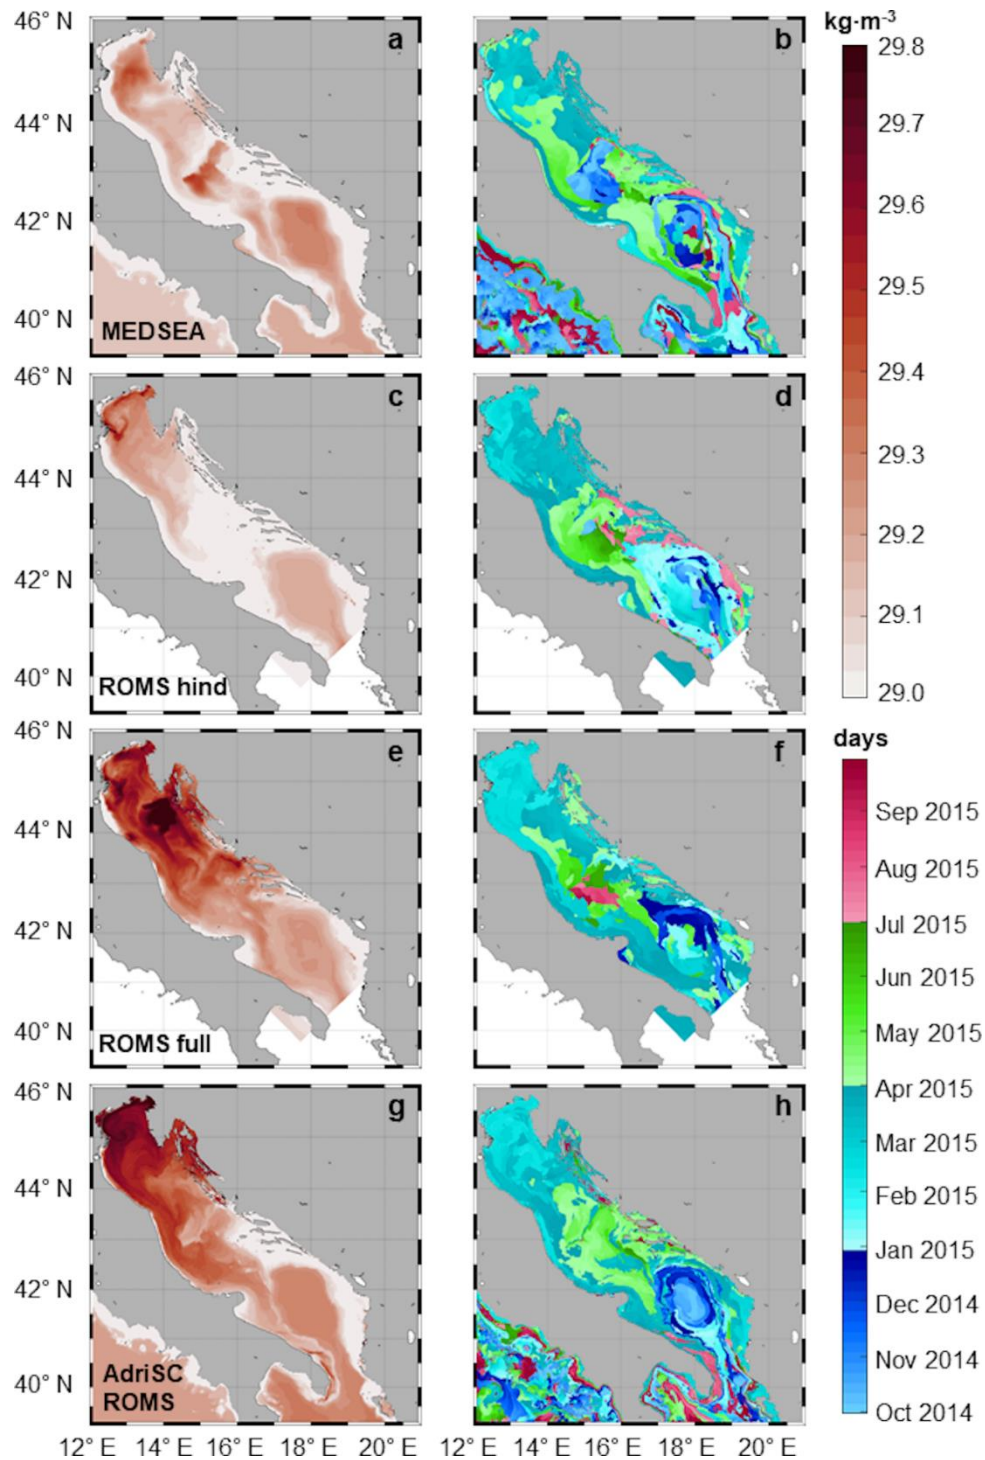 46° N
44° N
42° N
40° N
a
MEDSEA
b
kg·m-3
29.8
29.7
29.6
29.5
29.4
29.3
29.2
29.1
29.0
46° N
44° N
42° N
40° N
c
ROMS hind
d
46° N
44° N
42° N
40° N
e
ROMS full
f
days
Sep 2015
Aug 2015
Jul 2015
Jun 2015
May 2015
Apr 2015
Mar 2015
Feb 2015
Jan 2015
Dec 2014
Nov 2014
Oct 2014
46° N
44° N
42° N
40° N
g
AdriSC
ROMS
h
12° E 14° E 16° E 18° E 20° E
12° E 14° E 16° E 18° E 20° E